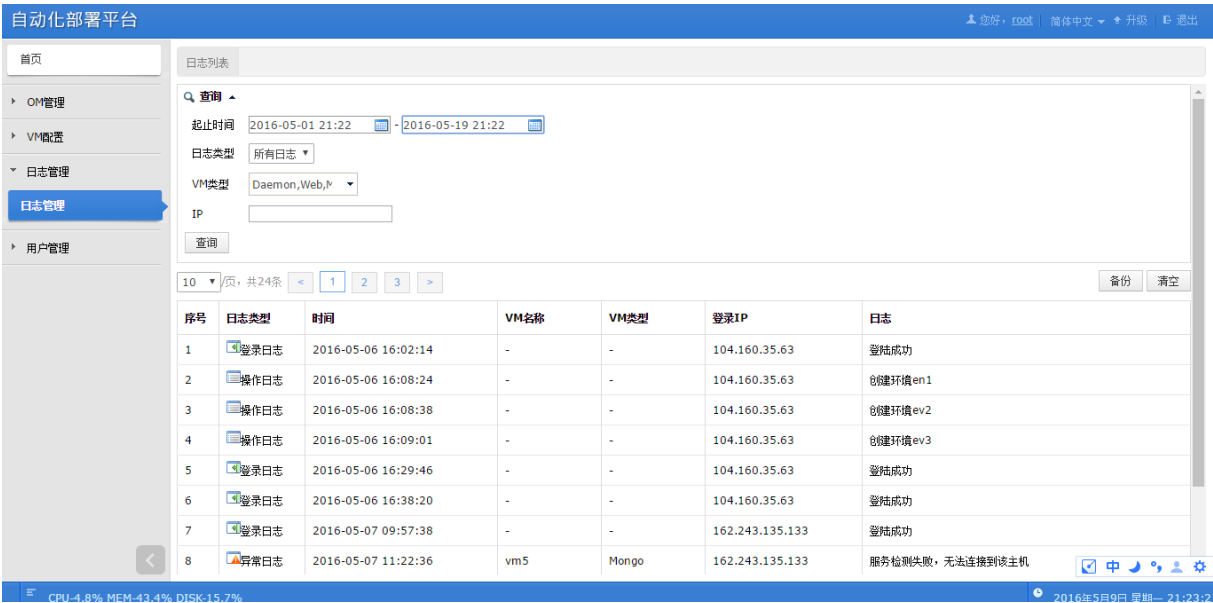 自动化部署平台 您好，root 简体中文 升级 退出
首页
OM管理
VM配置
日志管理
日志管理
用户管理
日志列表
查询
起止时间 2016-05-01 21:22 - 2016-05-19 21:22
日志类型 所有日志
VM类型 Daemon,Web,M
IP
查询
10 /页，共24条 < 1 2 3 > 备份 清空
序号 日志类型 时间 VM名称 VM类型 登录IP 日志
1 登录日志 2016-05-06 16:02:14 - - 104.160.35.63 登陆成功
2 操作日志 2016-05-06 16:08:24 - - 104.160.35.63 创建环境en1
3 操作日志 2016-05-06 16:08:38 - - 104.160.35.63 创建环境ev2
4 操作日志 2016-05-06 16:09:01 - - 104.160.35.63 创建环境ev3
5 登录日志 2016-05-06 16:29:46 - - 104.160.35.63 登陆成功
6 登录日志 2016-05-06 16:38:20 - - 104.160.35.63 登陆成功
7 登录日志 2016-05-07 09:57:38 - - 162.243.135.133 登陆成功
8 异常日志 2016-05-07 11:22:36 vm5 Mongo 162.243.135.133 服务检测失败，无法连接到该主机
中
CPU-4.8% MEM-43.4% DISK-15.7% 2016年5月9日 星期一 21:23:2